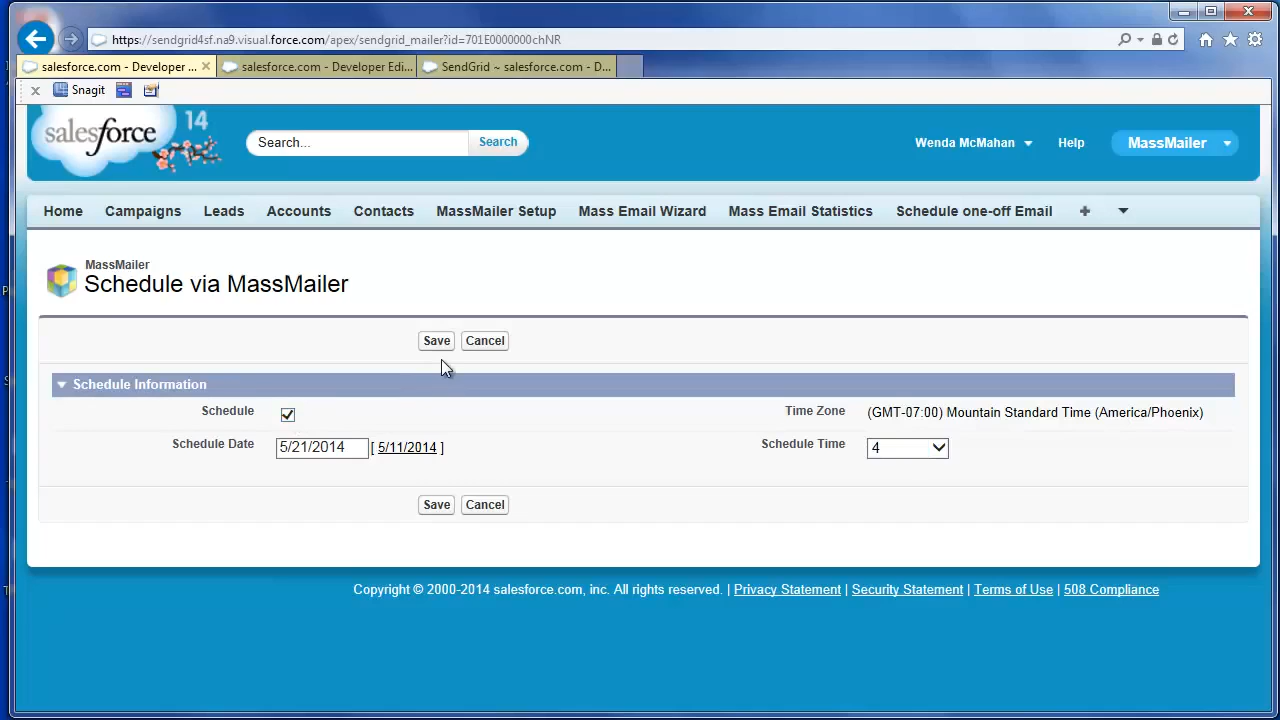 https://sendgrid4sf.na9.visual.force.com/apex/sendgrid_mailer?id=701E0000000chNR
salesforce.com - Developer ...
salesforce.com - Developer Edi...
SendGrid ~ salesforce.com - D...
Snagit
salesforce 14
Search...
Search
Wenda McMahan
Help
MassMailer
Home
Campaigns
Leads
Accounts
Contacts
MassMailer Setup
Mass Email Wizard
Mass Email Statistics
Schedule one-off Email
MassMailer
Schedule via MassMailer
Save
Cancel
Schedule Information
Schedule
Time Zone
(GMT-07:00) Mountain Standard Time (America/Phoenix)
Schedule Date
5/21/2014
[ 5/11/2014 ]
Schedule Time
4
Save
Cancel
Copyright © 2000-2014 salesforce.com, inc. All rights reserved. | Privacy Statement | Security Statement | Terms of Use | 508 Compliance